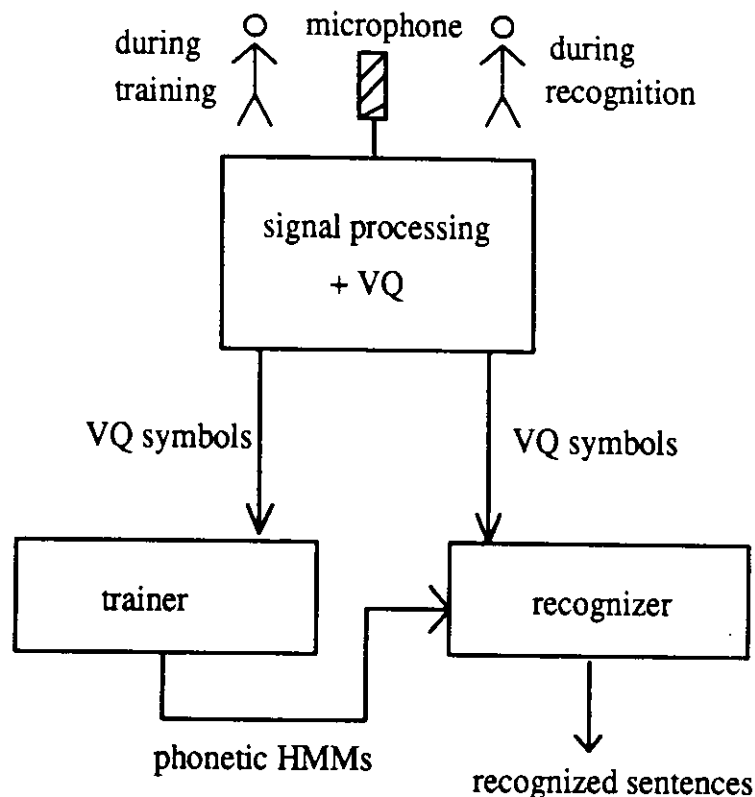 during
training
microphone
during
recognition
signal processing
+ VQ
VQ symbols
VQ symbols
trainer
recognizer
phonetic HMMs
recognized sentences